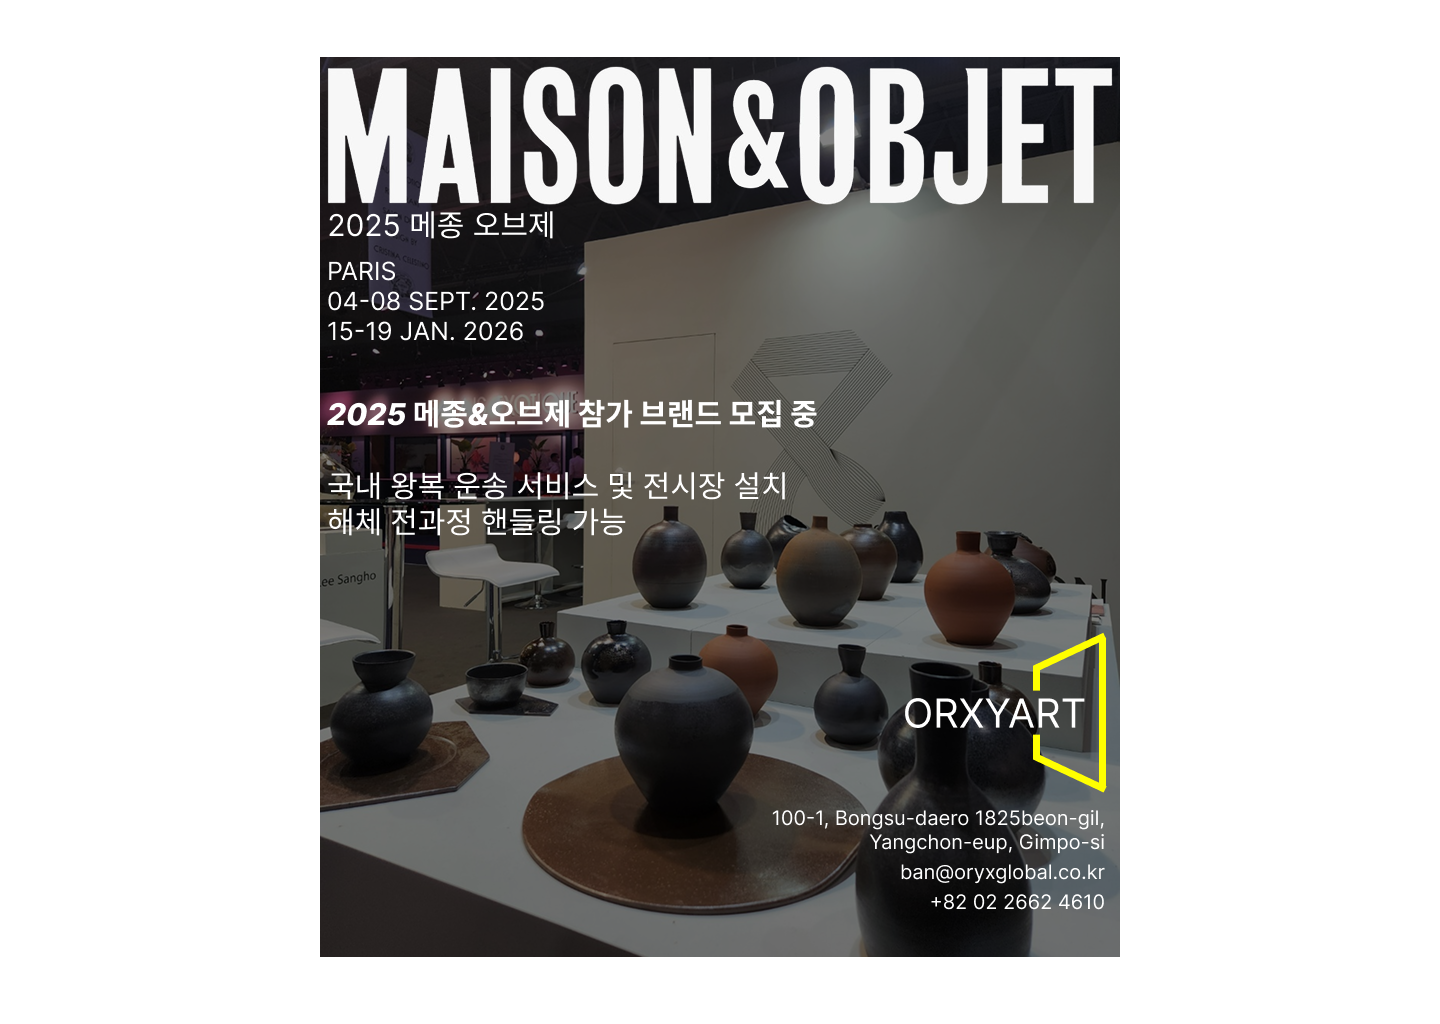 MAISON&OBJET
2025 메종 오브제
PARIS
04-08 SEPT. 2025
15-19 JAN. 2026
2025 메종&오브제 참가 브랜드 모집 중
국내 왕복 운송 서비스 및 전시장 설치
해체 전과정 핸들링 가능
Lee Sangho
ORXYART
100-1, Bongsu-daero 1825beon-gil,
Yangchon-eup, Gimpo-si
ban@oryxglobal.co.kr
+82 02 2662 4610